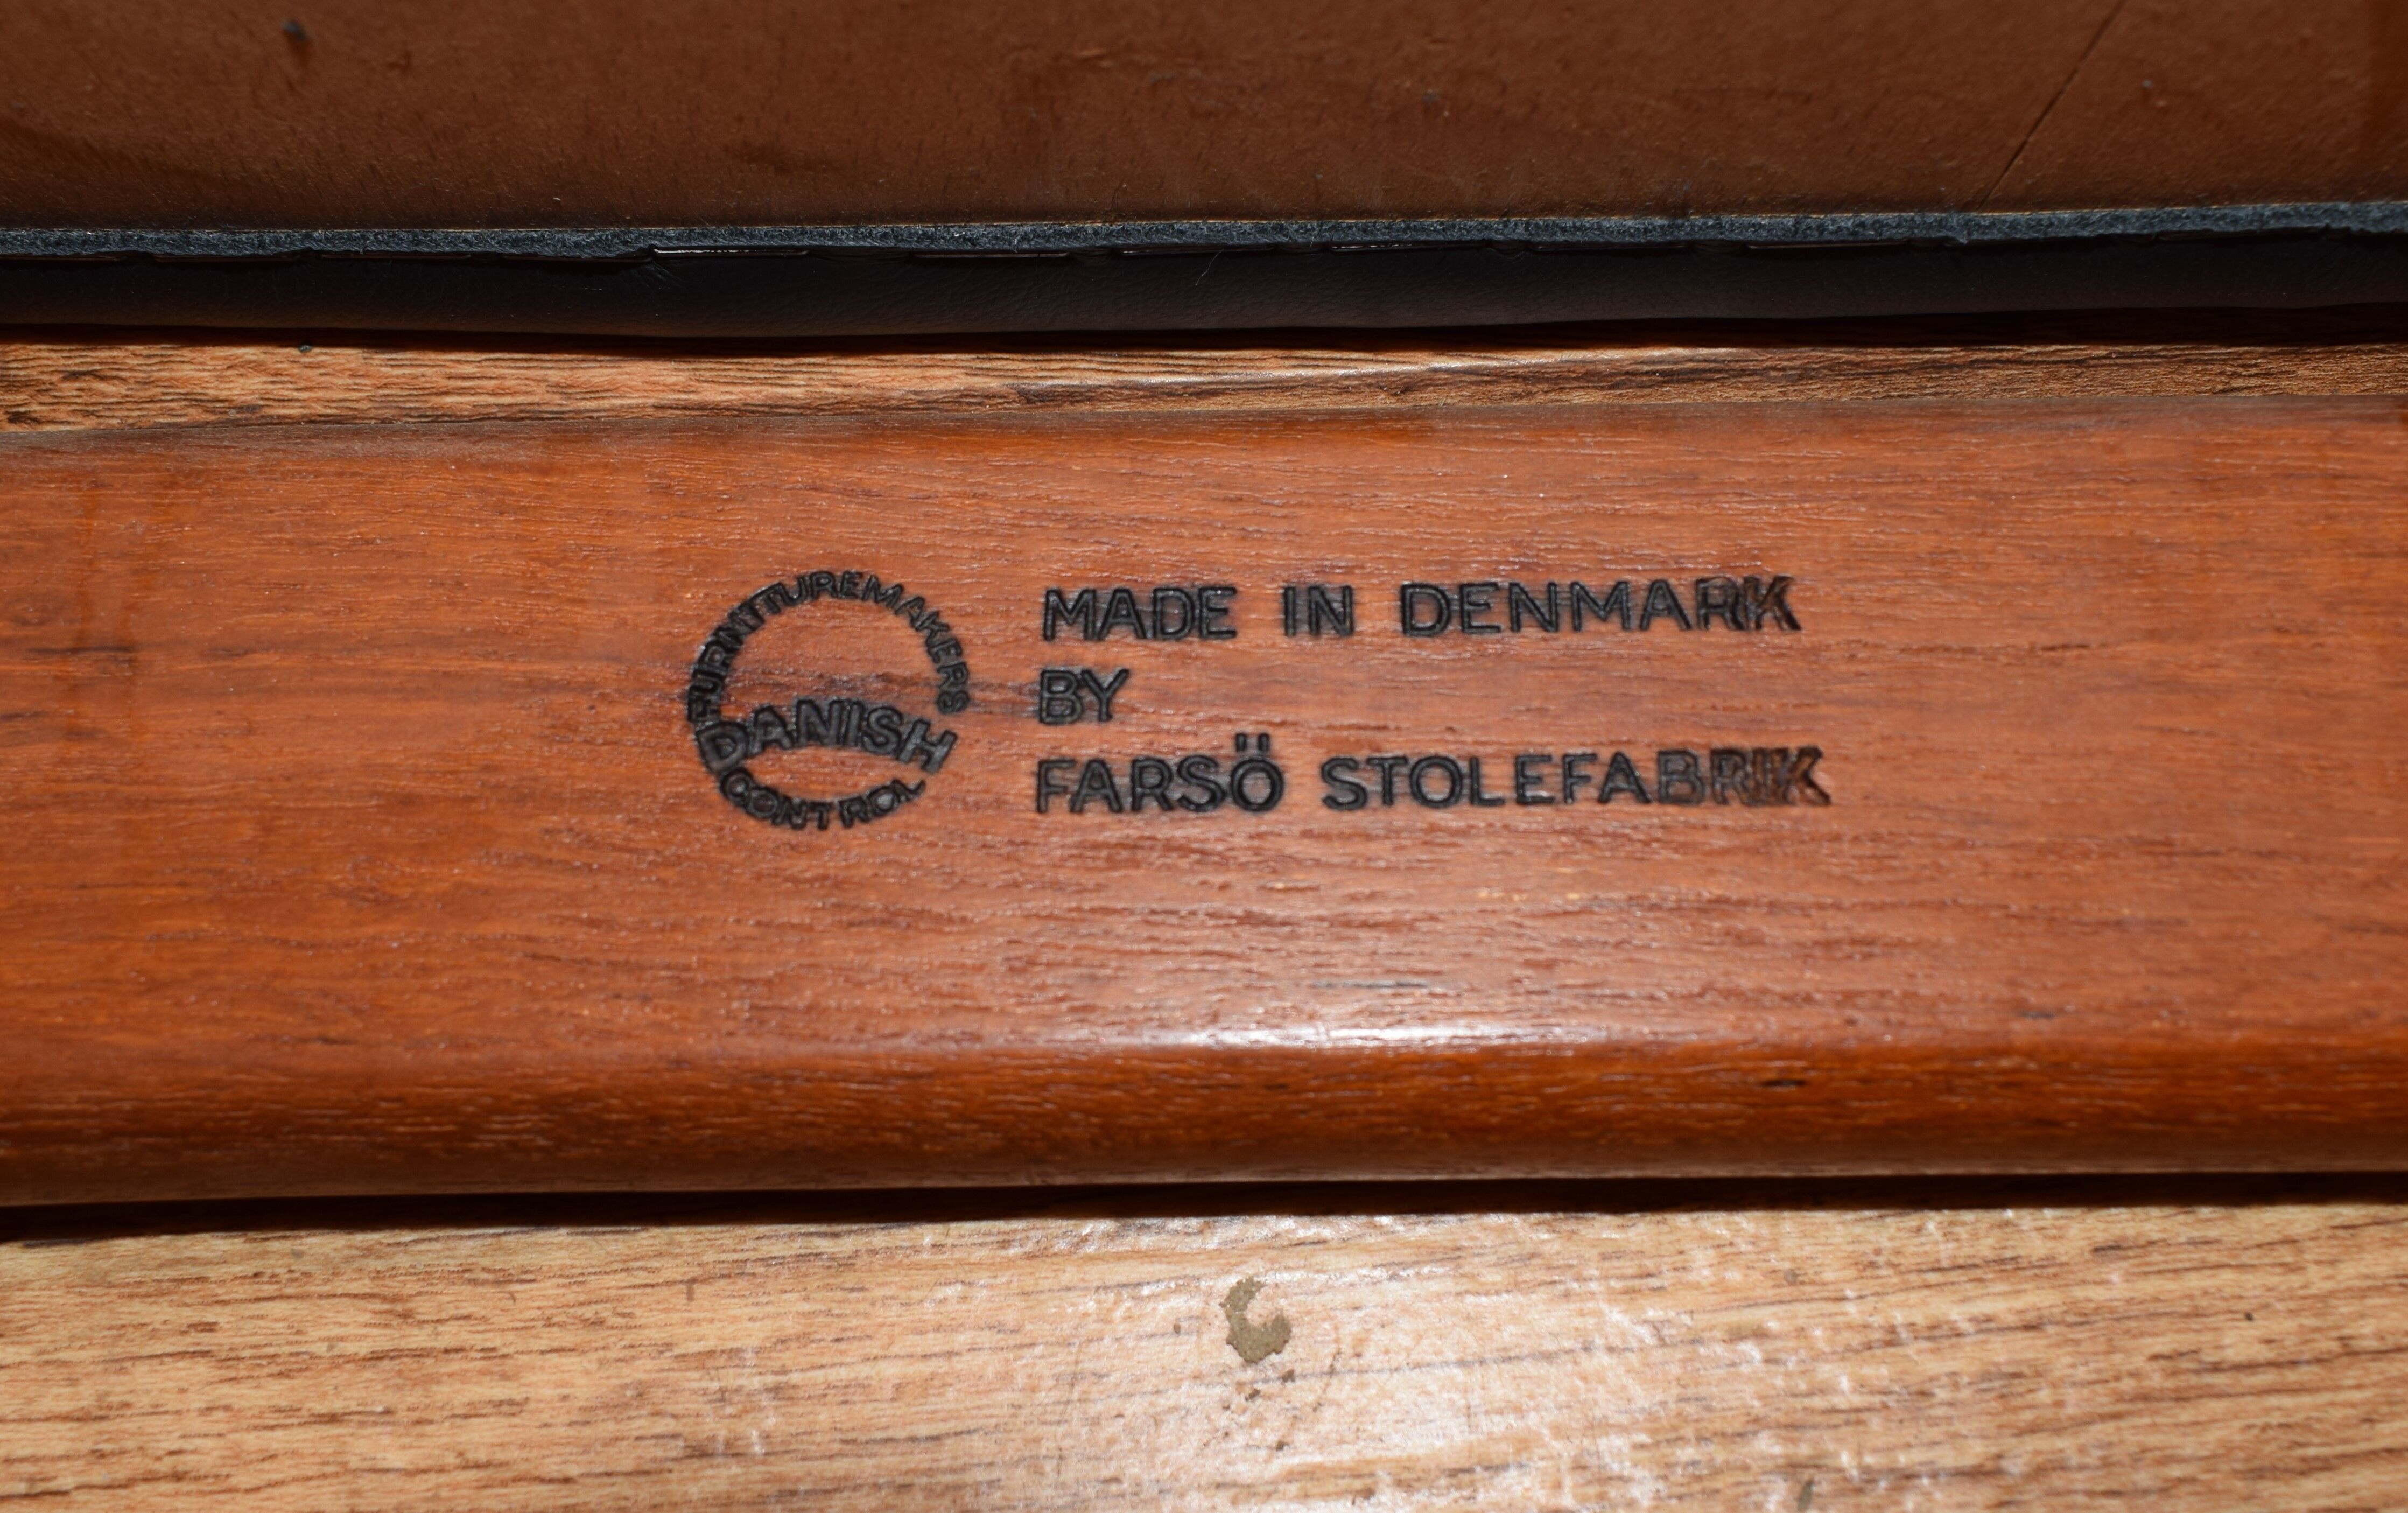 FURNITUREMAKERS
DANISH
CONTROL
MADE IN DENMARK
BY
FARSÖ STOLEFABRIK